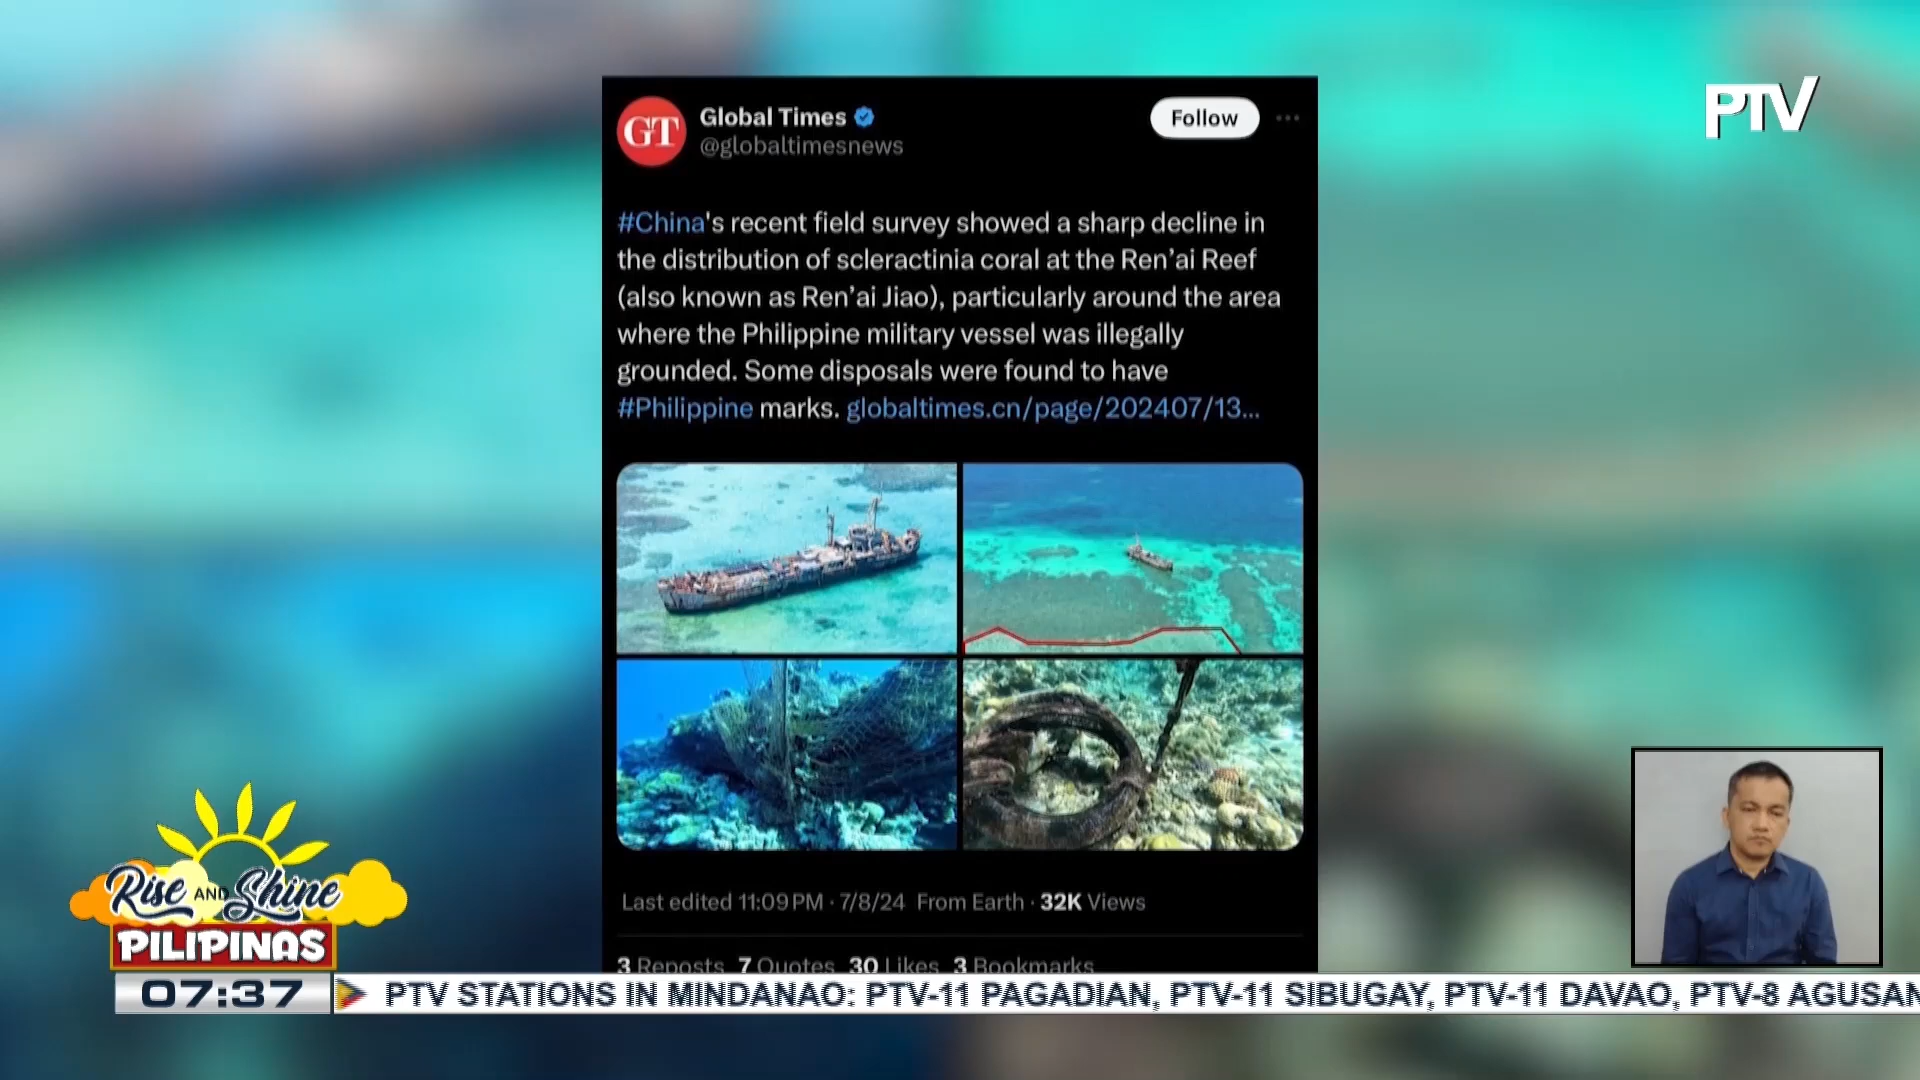 PTV
GT
Global Times
@globaltimesnews
Follow
#China's recent field survey showed a sharp decline in
the distribution of scleractinia coral at the Ren'ai Reef
(also known as Ren'ai Jiao), particularly around the area
where the Philippine military vessel was illegally
grounded. Some disposals were found to have
#Philippine marks. globaltimes.cn/page/202407/13...
Last edited 11:09 PM · 7/8/24 From Earth · 32K Views
3 Reposts 7 Quotes 30 Likes 3 Bookmarks
Rise AND Shine
PILIPINAS
07:37
PTV STATIONS IN MINDANAO: PTV-11 PAGADIAN, PTV-11 SIBUGAY, PTV-11 DAVAO, PTV-8 AGUSAN